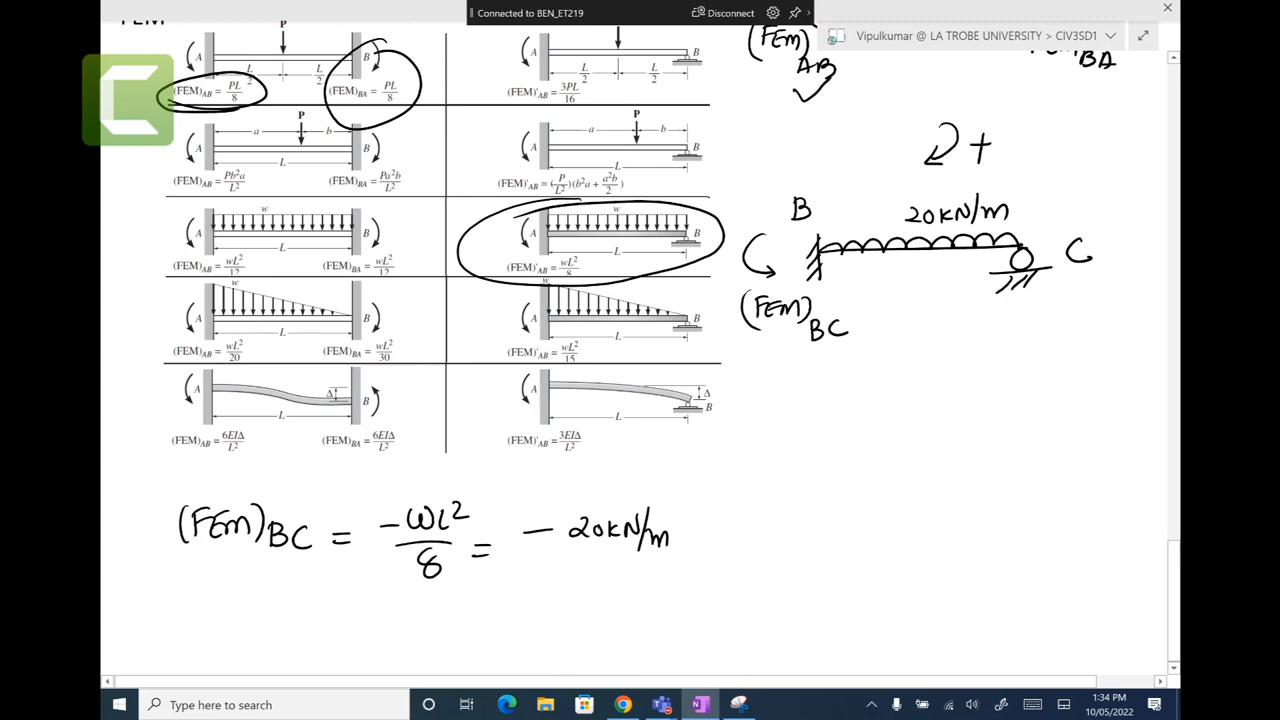 FEM
Connected to BEN_ET219
Disconnect
Vipulkumar @ LA TROBE UNIVERSITY > CIV3SD1
P
A
B
L/2
L/2
(FEM)AB = PL/8
(FEM)BA = PL/8
B
L/2
L/2
(FEM)'AB = 3PL/16
(FEM)
AB
BA
P
a
b
A
B
L
(FEM)AB = Pb²a/L²
(FEM)BA = Pa²b/L²
P
a
b
A
B
L
(FEM)'AB = (P/L²)(b²a + a²b/2)
+
w
A
B
L
(FEM)AB = wL²/12
(FEM)BA = wL²/12
w
A
B
L
(FEM)'AB = wL²/8
B
20kN/m
C
(FEM)
BC
w
A
B
L
(FEM)AB = wL²/20
(FEM)BA = wL²/30
w
A
B
L
(FEM)'AB = wL²/15
A
B
Δ
L
(FEM)AB = 6EIΔ/L²
(FEM)BA = 6EIΔ/L²
A
Δ
B
L
(FEM)'AB = 3EIΔ/L²
(FEM)BC = -WL²/8 = - 20kN/m
Type here to search
1:34 PM
10/05/2022